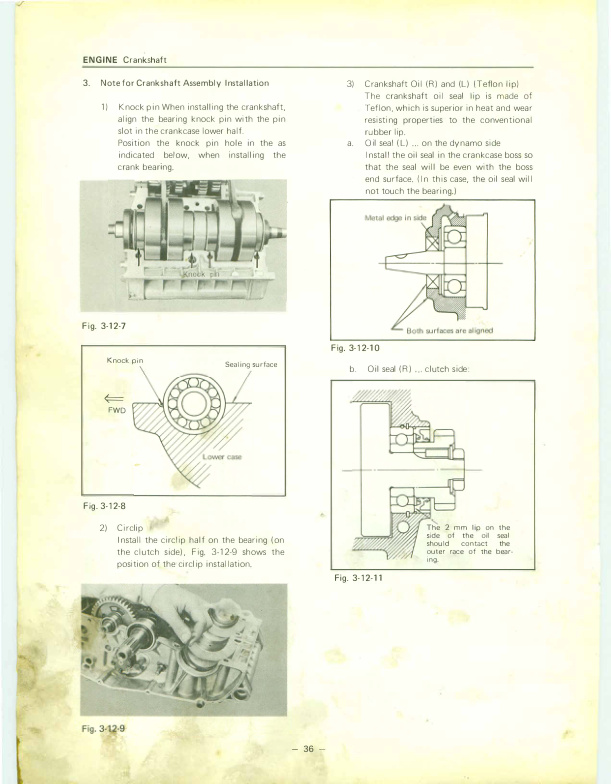 ENGINE Crankshaft
3. Note for Crankshaft Assembly Installation
1) Knock pin When installing the crankshaft,
align the bearing knock pin with the pin
slot in the crankcase lower half.
Position the knock pin hole in the as
indicated below, when installing the
crank bearing.
Knock pin
Fig. 3-12-7
Knock pin
Sealing surface
FWD
Lower case
Fig. 3-12-8
2) Circlip
Install the circlip half on the bearing (on
the clutch side), Fig. 3-12-9 shows the
position of the circlip installation.
Fig. 3-12-9
3) Crankshaft Oil (R) and (L) (Teflon lip)
The crankshaft oil seal lip is made of
Teflon, which is superior in heat and wear
resisting properties to the conventional
rubber lip.
a. Oil seal (L) ... on the dynamo side
Install the oil seal in the crankcase boss so
that the seal will be even with the boss
end surface. (In this case, the oil seal will
not touch the bearing.)
Metal edge in side
Both surfaces are aligned
Fig. 3-12-10
b. Oil seal (R) ... clutch side.
The 2 mm lip on the
side of the oil seal
should contact the
outer race of the bear-
ing.
Fig. 3-12-11
– 36 –